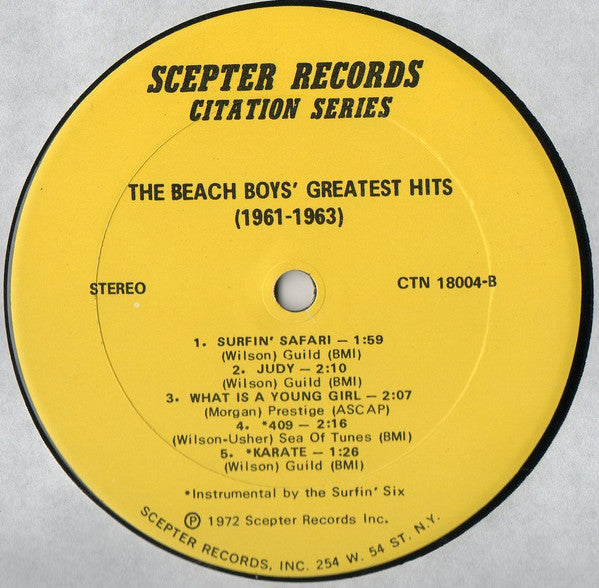 SCEPTER RECORDS
CITATION SERIES
THE BEACH BOYS' GREATEST HITS
(1961-1963)
STEREO
CTN 18004-B
1. SURFIN' SAFARI — 1:59
(Wilson) Guild (BMI)
2. JUDY — 2:10
(Wilson) Guild (BMI)
3. WHAT IS A YOUNG GIRL — 2:07
(Morgan) Prestige (ASCAP)
4. *409 — 2:16
(Wilson-Usher) Sea Of Tunes (BMI)
5. *KARATE — 1:26
(Wilson) Guild (BMI)
*Instrumental by the Surfin' Six
Ⓟ 1972 Scepter Records Inc.
SCEPTER RECORDS, INC. 254 W. 54 ST. N.Y.